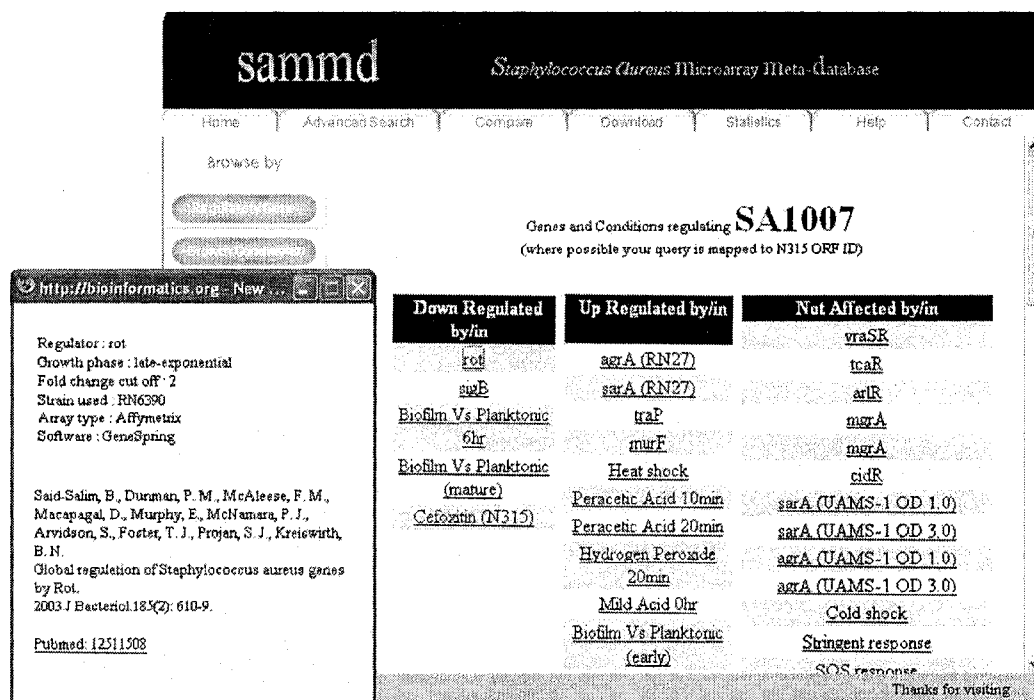 sammd
Staphylococcus Aureus Microarray Meta-database
Home Advanced Search Compare Download Statistics Help Contact
Browse by
Genes and Conditions regulating SA1007
(where possible your query is mapped to N315 ORF ID)
http://bioinformatics.org - New ...
Regulator : rot
Growth phase : late-exponential
Fold change cut off : 2
Strain used : RN6390
Array type : Affymetrix
Software : GeneSpring
Said-Salim, B., Dunman, P. M., McAleese, F. M.,
Macapagal, D., Murphy, E., McNamara, P. J.,
Arvidson, S., Foster, T. J., Projan, S. J., Kreiswirth,
B. N.
Global regulation of Staphylococcus aureus genes
by Rot.
2003 J Bacteriol.185(2): 610-9.
Pubmed: 12511508
Down Regulated
by/in
rot
sigB
Biofilm Vs Planktonic
6hr
Biofilm Vs Planktonic
(mature)
Cefoxitin (N315)
Up Regulated by/in
agrA (RN27)
sarA (RN27)
traP
murF
Heat shock
Peracetic Acid 10min
Peracetic Acid 20min
Hydrogen Peroxide
20min
Mild Acid 0hr
Biofilm Vs Planktonic
(early)
Not Affected by/in
vraSR
tcaR
arlR
mgrA
mgrA
cidR
sarA (UAMS-1 OD 1.0)
sarA (UAMS-1 OD 3.0)
agrA (UAMS-1 OD 1.0)
agrA (UAMS-1 OD 3.0)
Cold shock
Stringent response
SOS response
Thanks for visiting